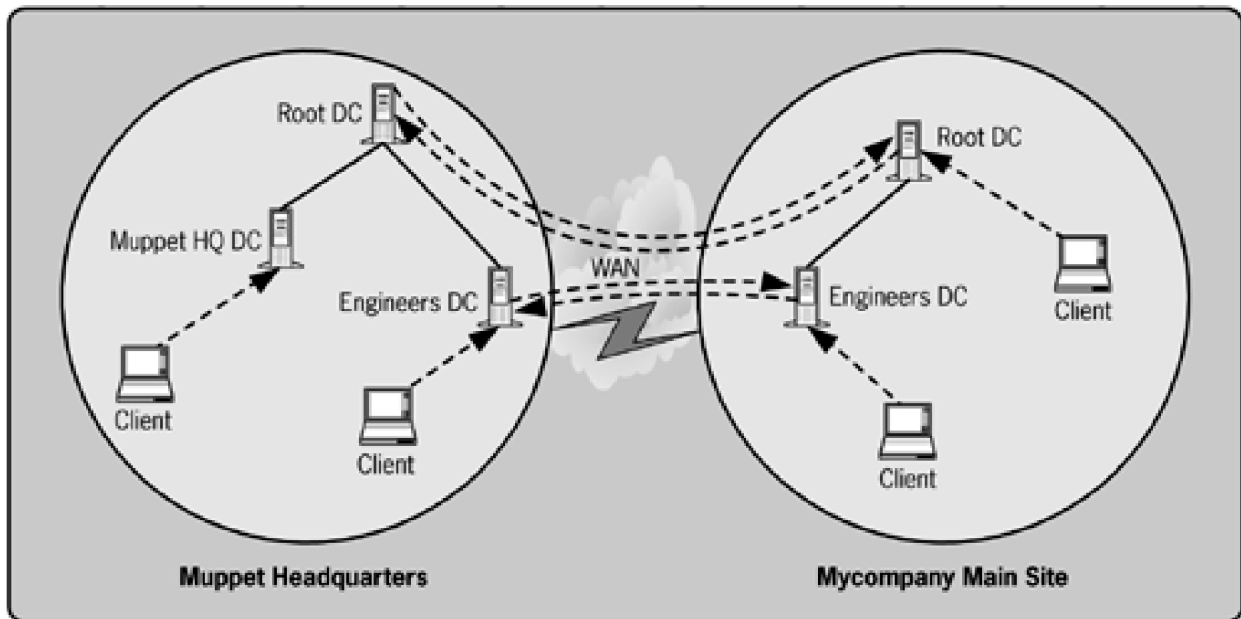 Root DC
Root DC
Muppet HQ DC
WAN
Engineers DC
Engineers DC
Client
Client
Client
Client
Muppet Headquarters
Mycompany Main Site